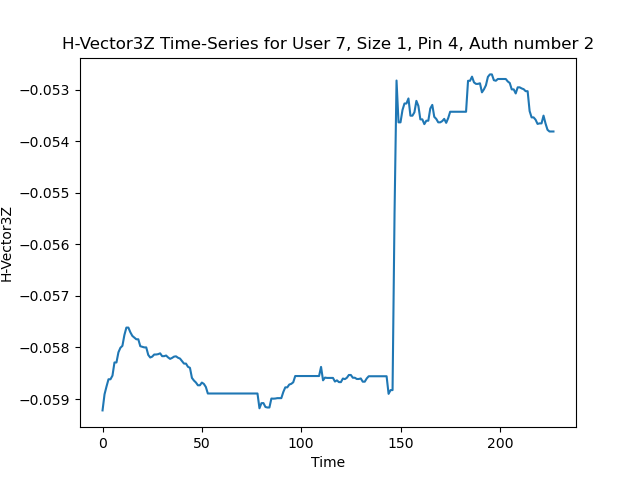 H-Vector3Z Time-Series for User 7, Size 1, Pin 4, Auth number 2
−0.053
−0.054
−0.055
−0.056
−0.057
−0.058
−0.059
H-Vector3Z
0 50 100 150 200
Time